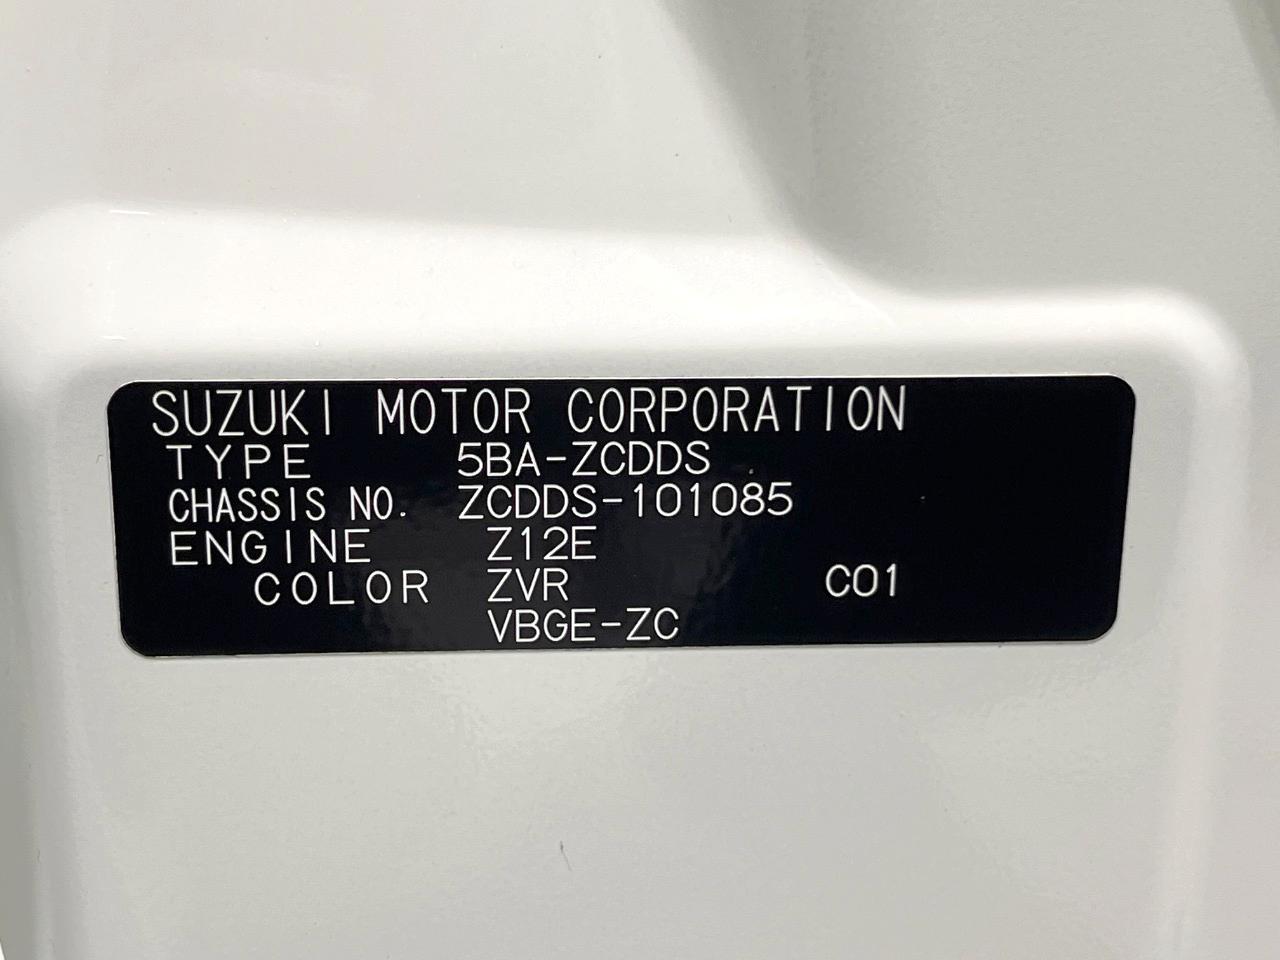 SUZUKI MOTOR CORPORATION
TYPE 5BA-ZCDDS
CHASSIS NO. ZCDDS-101085
ENGINE Z12E
COLOR ZVR C01
VBGE-ZC